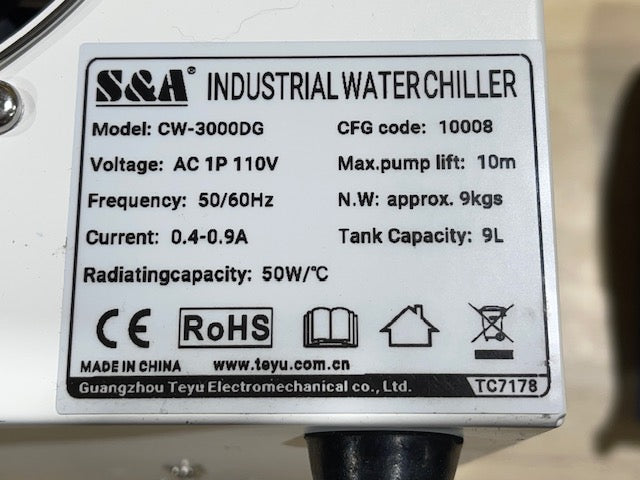 S&A® INDUSTRIAL WATER CHILLER
Model: CW-3000DG CFG code: 10008
Voltage: AC 1P 110V Max.pump lift: 10m
Frequency: 50/60Hz N.W: approx. 9kgs
Current: 0.4-0.9A Tank Capacity: 9L
Radiatingcapacity: 50W/℃
CE RoHS
MADE IN CHINA www.teyu.com.cn
Guangzhou Teyu Electromechanical co., Ltd. TC7178